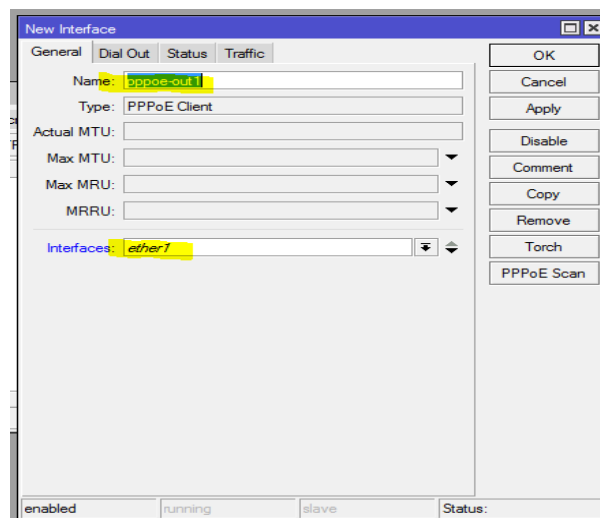 New Interface
General Dial Out Status Traffic
Name: pppoe-out1
Type: PPPoE Client
Actual MTU:
Max MTU:
Max MRU:
MRRU:
Interfaces: ether1
OK
Cancel
Apply
Disable
Comment
Copy
Remove
Torch
PPPoE Scan
enabled running slave Status: